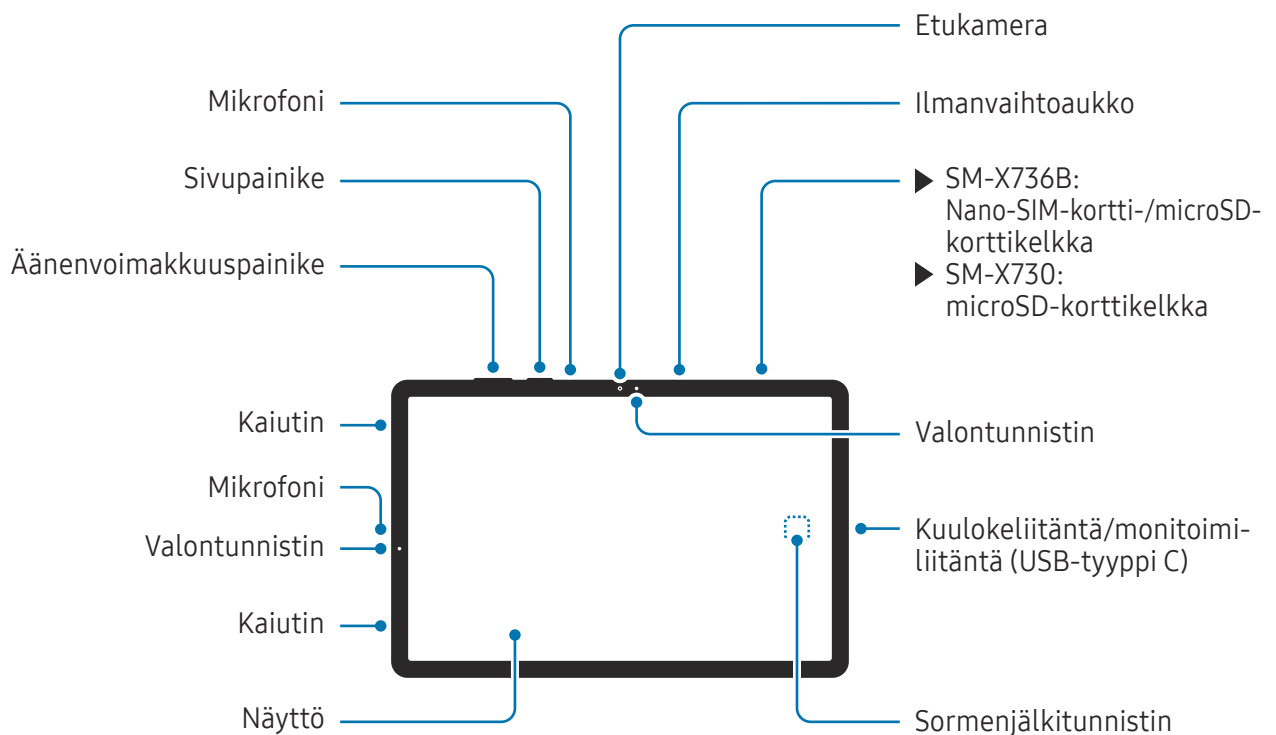 Etukamera
Mikrofoni
Ilmanvaihtoaukko
Sivupainike
▶ SM-X736B:
Nano-SIM-kortti-/microSD-
korttikelkka
Äänenvoimakkuuspainike
▶ SM-X730:
microSD-korttikelkka
Kaiutin
Valontunnistin
Mikrofoni
Valontunnistin
Kuulokeliitäntä/monitoimi-
liitäntä (USB-tyyppi C)
Kaiutin
Näyttö
Sormenjälkitunnistin